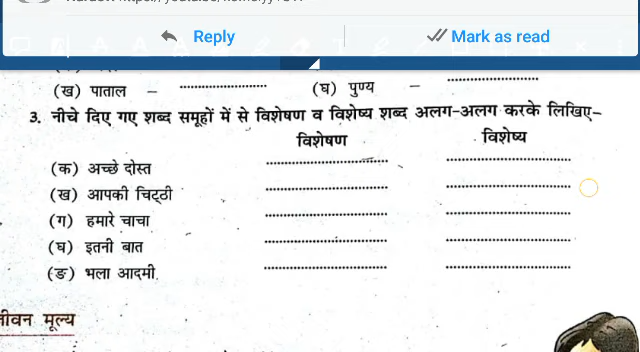 Reply Mark as read
(ख) पाताल – .................... (घ) पुण्य – ....................
3. नीचे दिए गए शब्द समूहों में से विशेषण व विशेष्य शब्द अलग-अलग करके लिखिए–
विशेषण विशेष्य
(क) अच्छे दोस्त .................... ....................
(ख) आपकी चिट्ठी .................... ....................
(ग) हमारे चाचा .................... ....................
(घ) इतनी बात .................... ....................
(ङ) भला आदमी .................... ....................
मूल्य